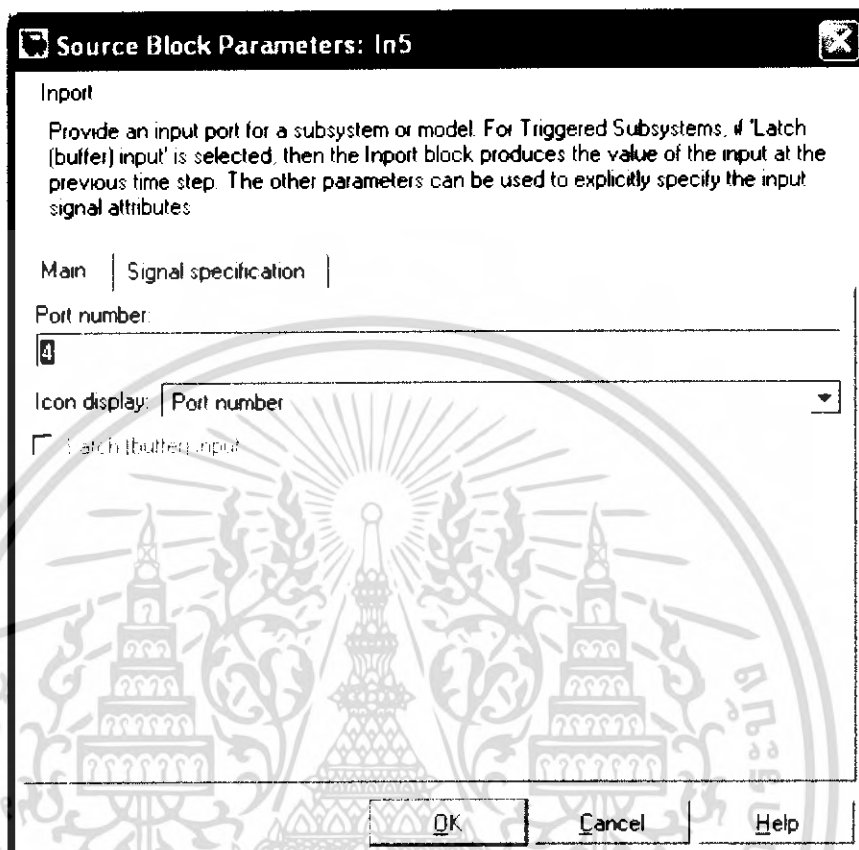 Source Block Parameters: In5
Inport
Provide an input port for a subsystem or model. For Triggered Subsystems, if 'Latch
(buffer) input' is selected, then the Inport block produces the value of the input at the
previous time step. The other parameters can be used to explicitly specify the input
signal attributes
Main Signal specification
Port number:
4
Icon display: Port number
Latch (buffer) input
OK Cancel Help